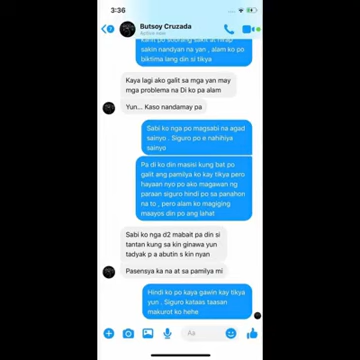 3:36
Butsoy Cruzada
Active now
sakin nandyan na yan , alam ko po
biktima lang din si tikya
Kaya lagi ako galit sa mga yan may
mga problema na Di ko pa alam
Yun... Kaso nandamay pa
Sabi ko nga po magsabi na agad
sainyo . Siguro po e nahihiya
sainyo
Pa di ko din masisi kung bat po
galit ang pamilya ko kay tikya pero
hayaan nyo po ako magawan ng
paraan siguro hindi po sa panahon
na to , pero alam ko magiging
maayos din po ang lahat
Sabi ko nga d2 mabait pa din si
tantan kung sa kin ginawa yun
tadyak p a abutin s kin nyan
Pasensya ka na at sa pamilya mi
Hindi ko po kaya gawin kay tikya
yun . Siguro kataas taasan
makurot ko hehe
Aa